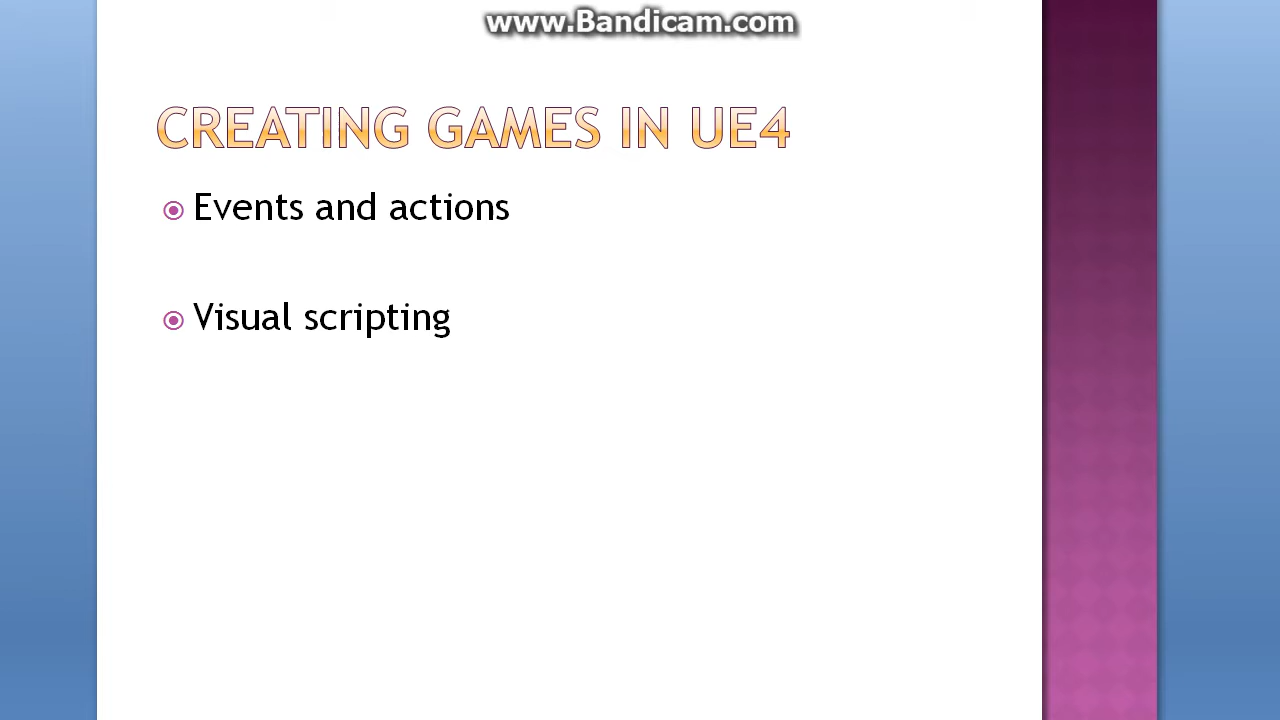 www.Bandicam.com
CREATING GAMES IN UE4
Events and actions
Visual scripting